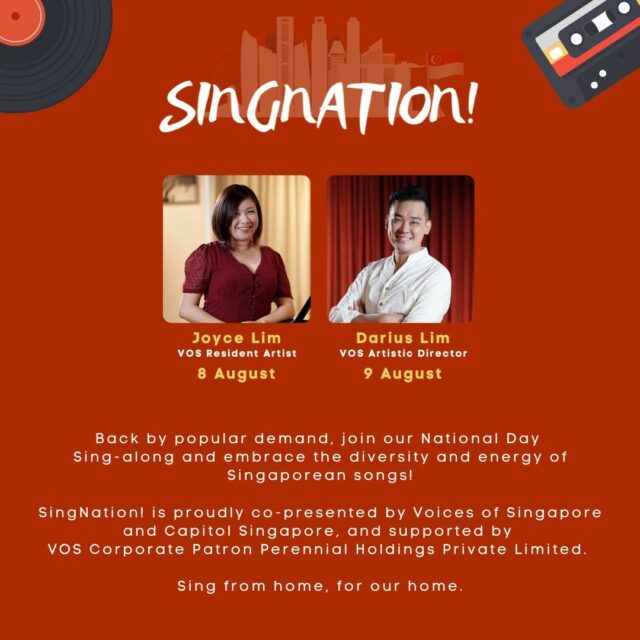 SINGNATION!
Joyce Lim
VOS Resident Artist
8 August
Darius Lim
VOS Artistic Director
9 August
Back by popular demand, join our National Day
Sing-along and embrace the diversity and energy of
Singaporean songs!
SingNation! is proudly co-presented by Voices of Singapore
and Capitol Singapore, and supported by
VOS Corporate Patron Perennial Holdings Private Limited.
Sing from home, for our home.